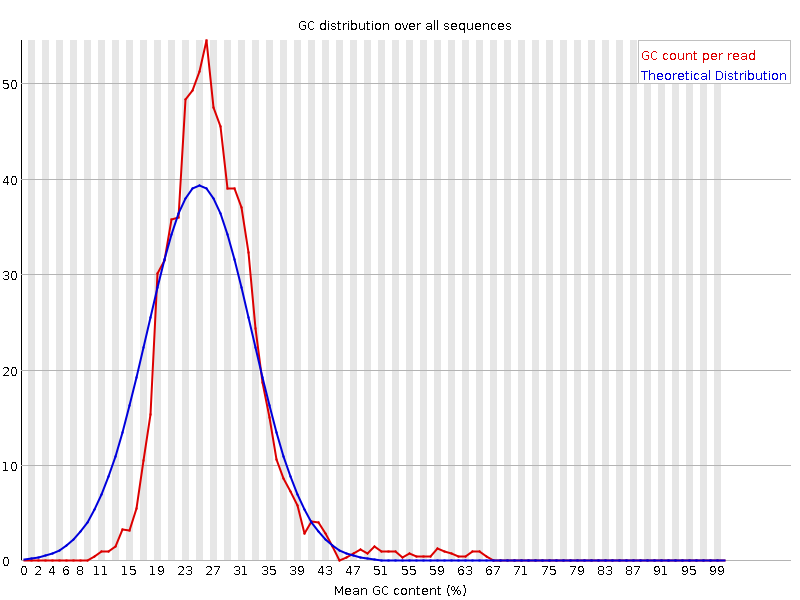 GC distribution over all sequences
GC count per read
Theoretical Distribution
50
40
30
20
10
0
0 2 4 6 8 11 15 19 23 27 31 35 39 43 47 51 55 59 63 67 71 75 79 83 87 91 95 99
Mean GC content (%)